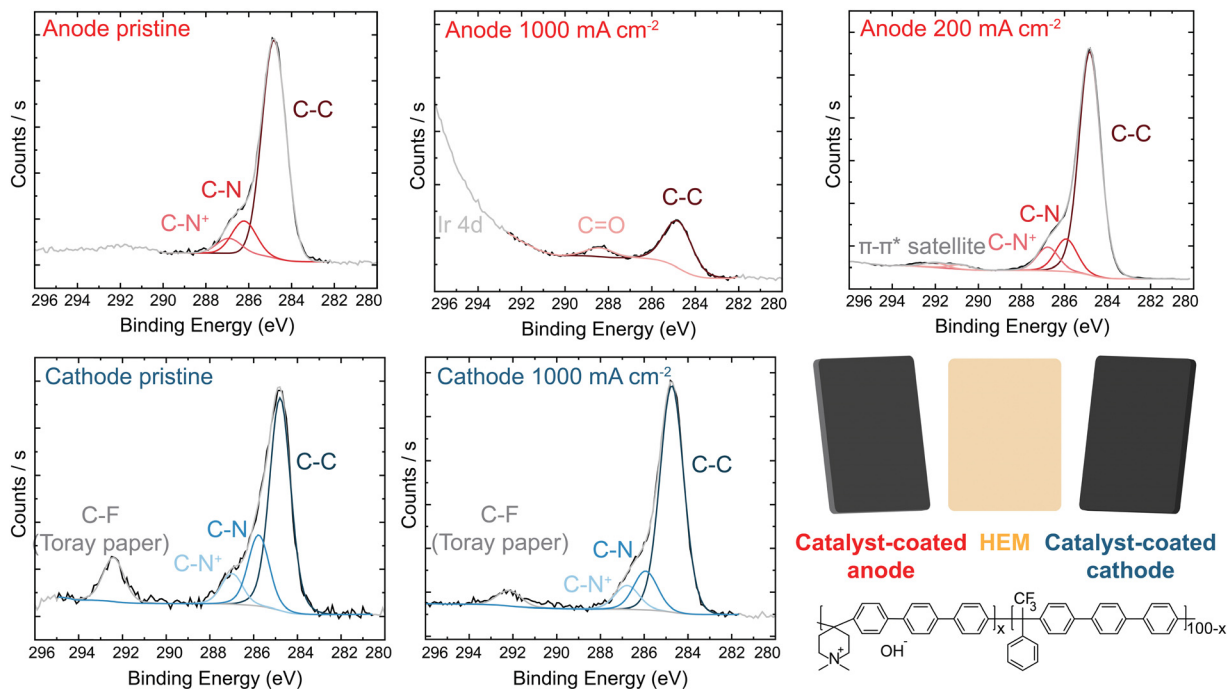 Anode pristine
C-C
C-N
C-N⁺
Counts / s
296 294 292 290 288 286 284 282 280
Binding Energy (eV)
Anode 1000 mA cm⁻²
Ir 4d
C=O
C-C
Counts / s
296 294 292 290 288 286 284 282 280
Binding Energy (eV)
Anode 200 mA cm⁻²
C-C
C-N
C-N⁺
π-π* satellite
Counts / s
296 294 292 290 288 286 284 282 280
Binding Energy (eV)
Cathode pristine
C-C
C-F
(Toray paper)
C-N
C-N⁺
Counts / s
296 294 292 290 288 286 284 282 280
Binding Energy (eV)
Cathode 1000 mA cm⁻²
C-C
C-F
(Toray paper)
C-N
C-N⁺
Counts / s
296 294 292 290 288 286 284 282 280
Binding Energy (eV)
Catalyst-coated
anode
HEM
Catalyst-coated
cathode
CF₃
x
100-x
OH⁻
N⁺